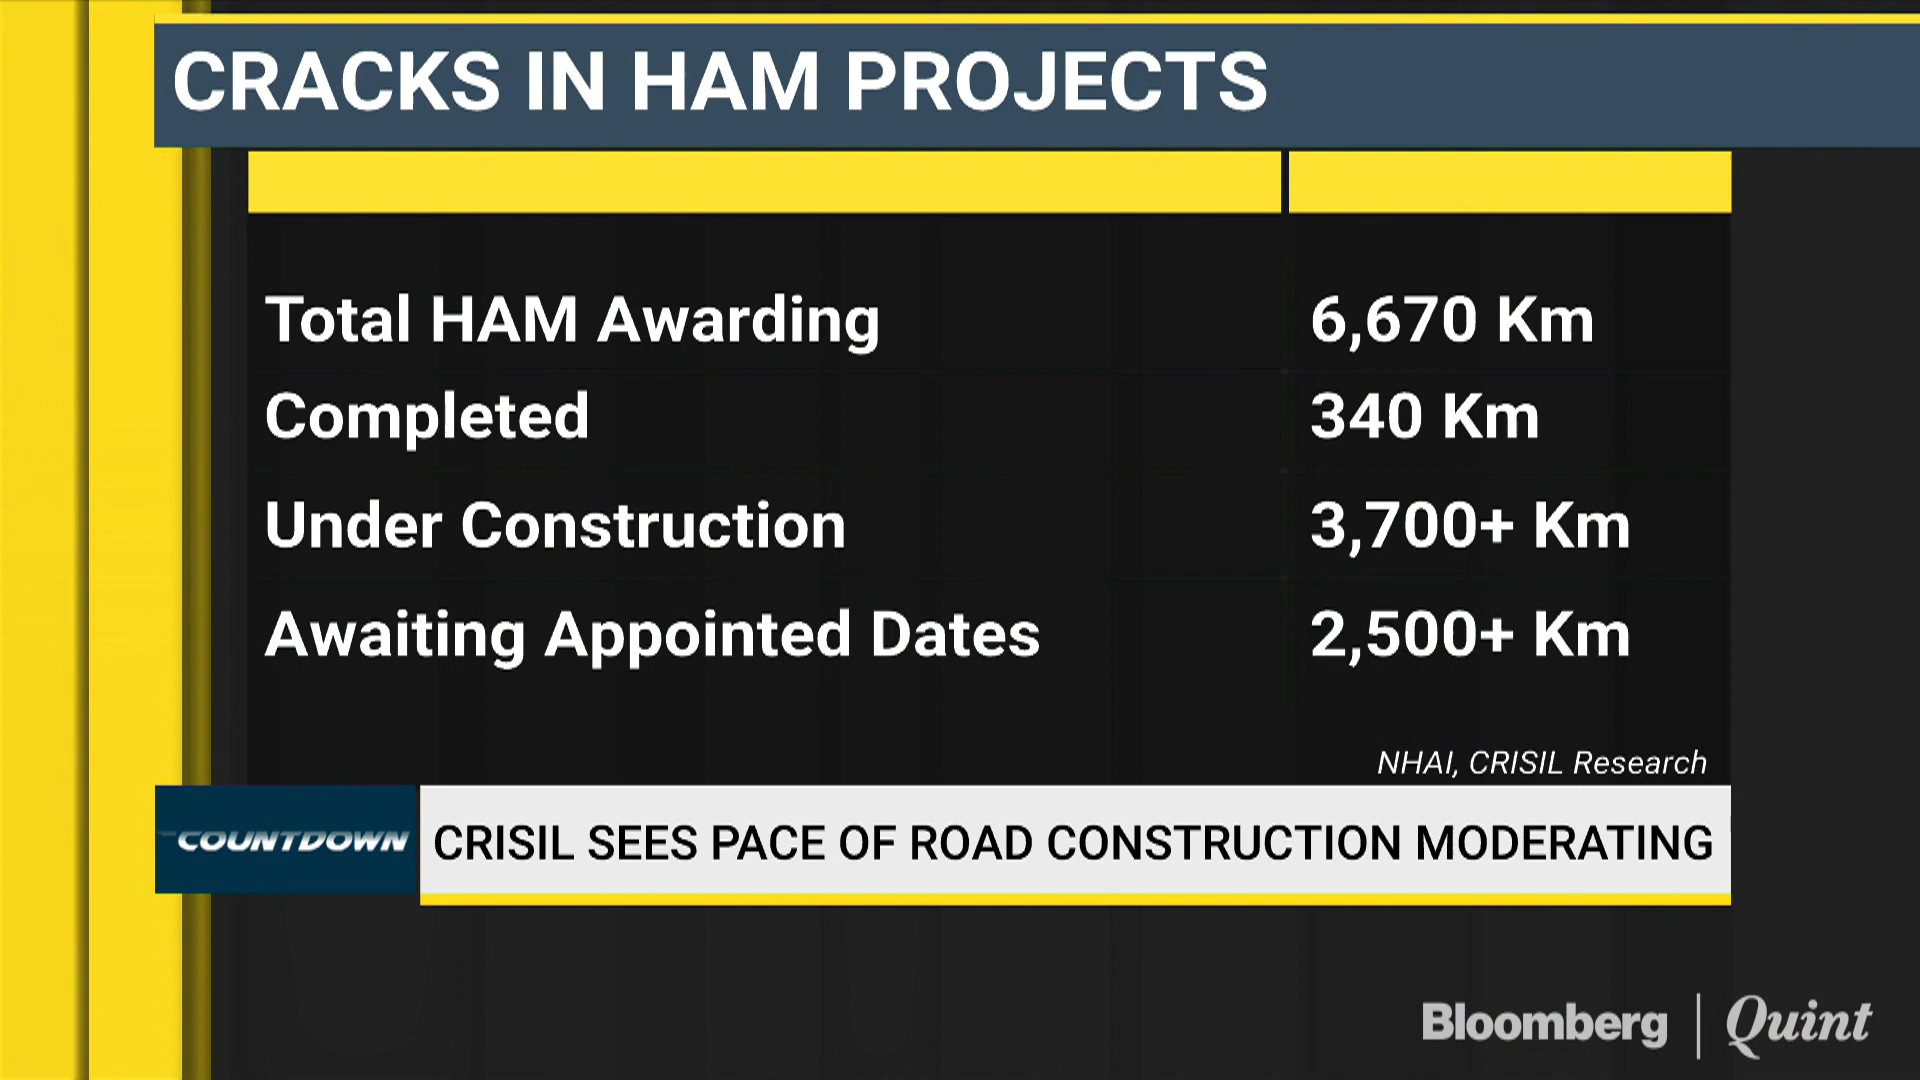 CRACKS IN HAM PROJECTS
Total HAM Awarding 6,670 Km
Completed 340 Km
Under Construction 3,700+ Km
Awaiting Appointed Dates 2,500+ Km
NHAI, CRISIL Research
COUNTDOWN CRISIL SEES PACE OF ROAD CONSTRUCTION MODERATING
Bloomberg | Quint